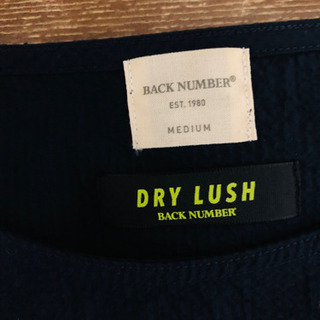 BACK NUMBER®
EST, 1980
MEDIUM
DRY LUSH
BACK NUMBER